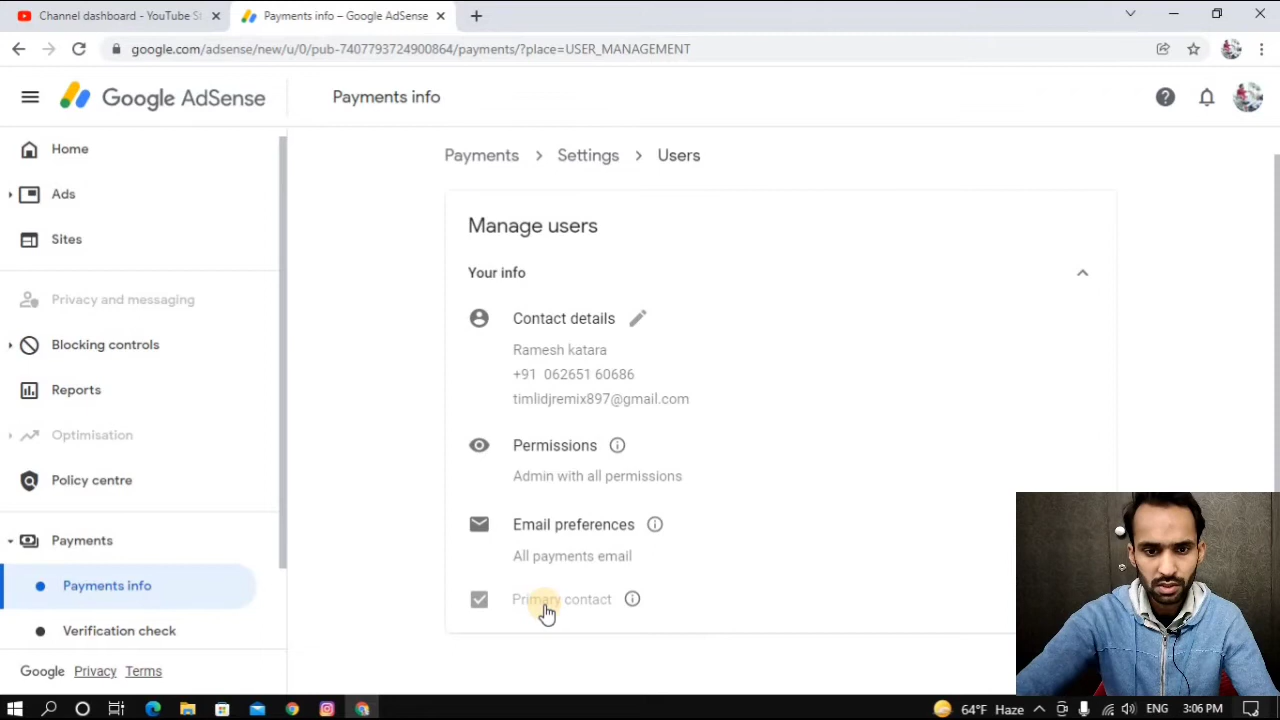 Channel dashboard - YouTube St
Payments info – Google AdSense
google.com/adsense/new/u/0/pub-7407793724900864/payments/?place=USER_MANAGEMENT
Google AdSense
Payments info
Home
Ads
Sites
Privacy and messaging
Blocking controls
Reports
Optimisation
Policy centre
Payments
Payments info
Verification check
Google Privacy Terms
Payments > Settings > Users
Manage users
Your info
Contact details
Ramesh katara
+91 062651 60686
timlidjremix897@gmail.com
Permissions
Admin with all permissions
Email preferences
All payments email
Primary contact
64°F Haze
ENG
3:06 PM